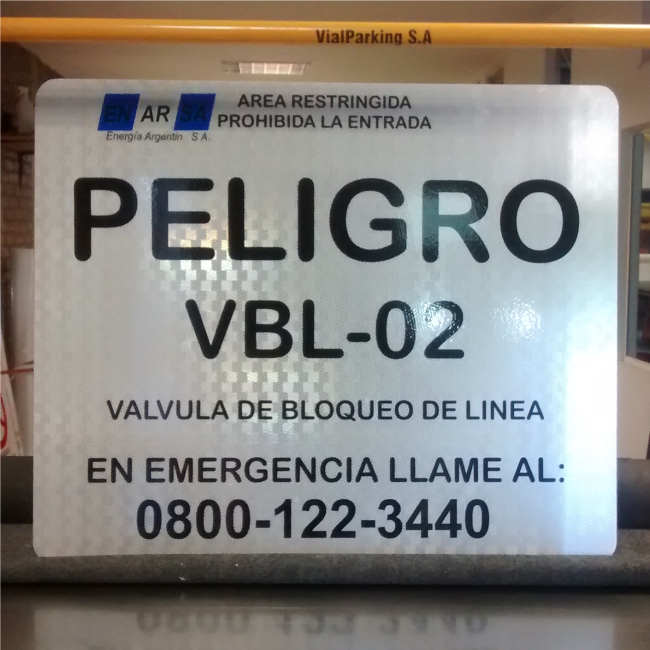 VialParking S.A
EN AR SA
Energía Argentin S.A.
AREA RESTRINGIDA
PROHIBIDA LA ENTRADA
PELIGRO
VBL-02
VALVULA DE BLOQUEO DE LINEA
EN EMERGENCIA LLAME AL:
0800-122-3440